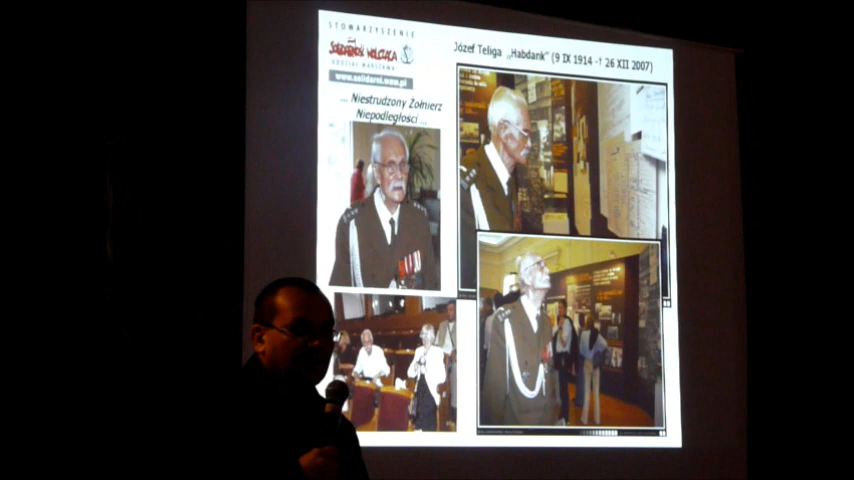 STOWARZYSZENIE
SOLIDARNOŚĆ WALCZĄCA
ODDZIAŁ WARSZAWA
www.solidarni.waw.pl
... Niestrudzony Żołnierz
Niepodległości ...
Józef Teliga „Habdank” (9 IX 1914 -† 26 XII 2007)